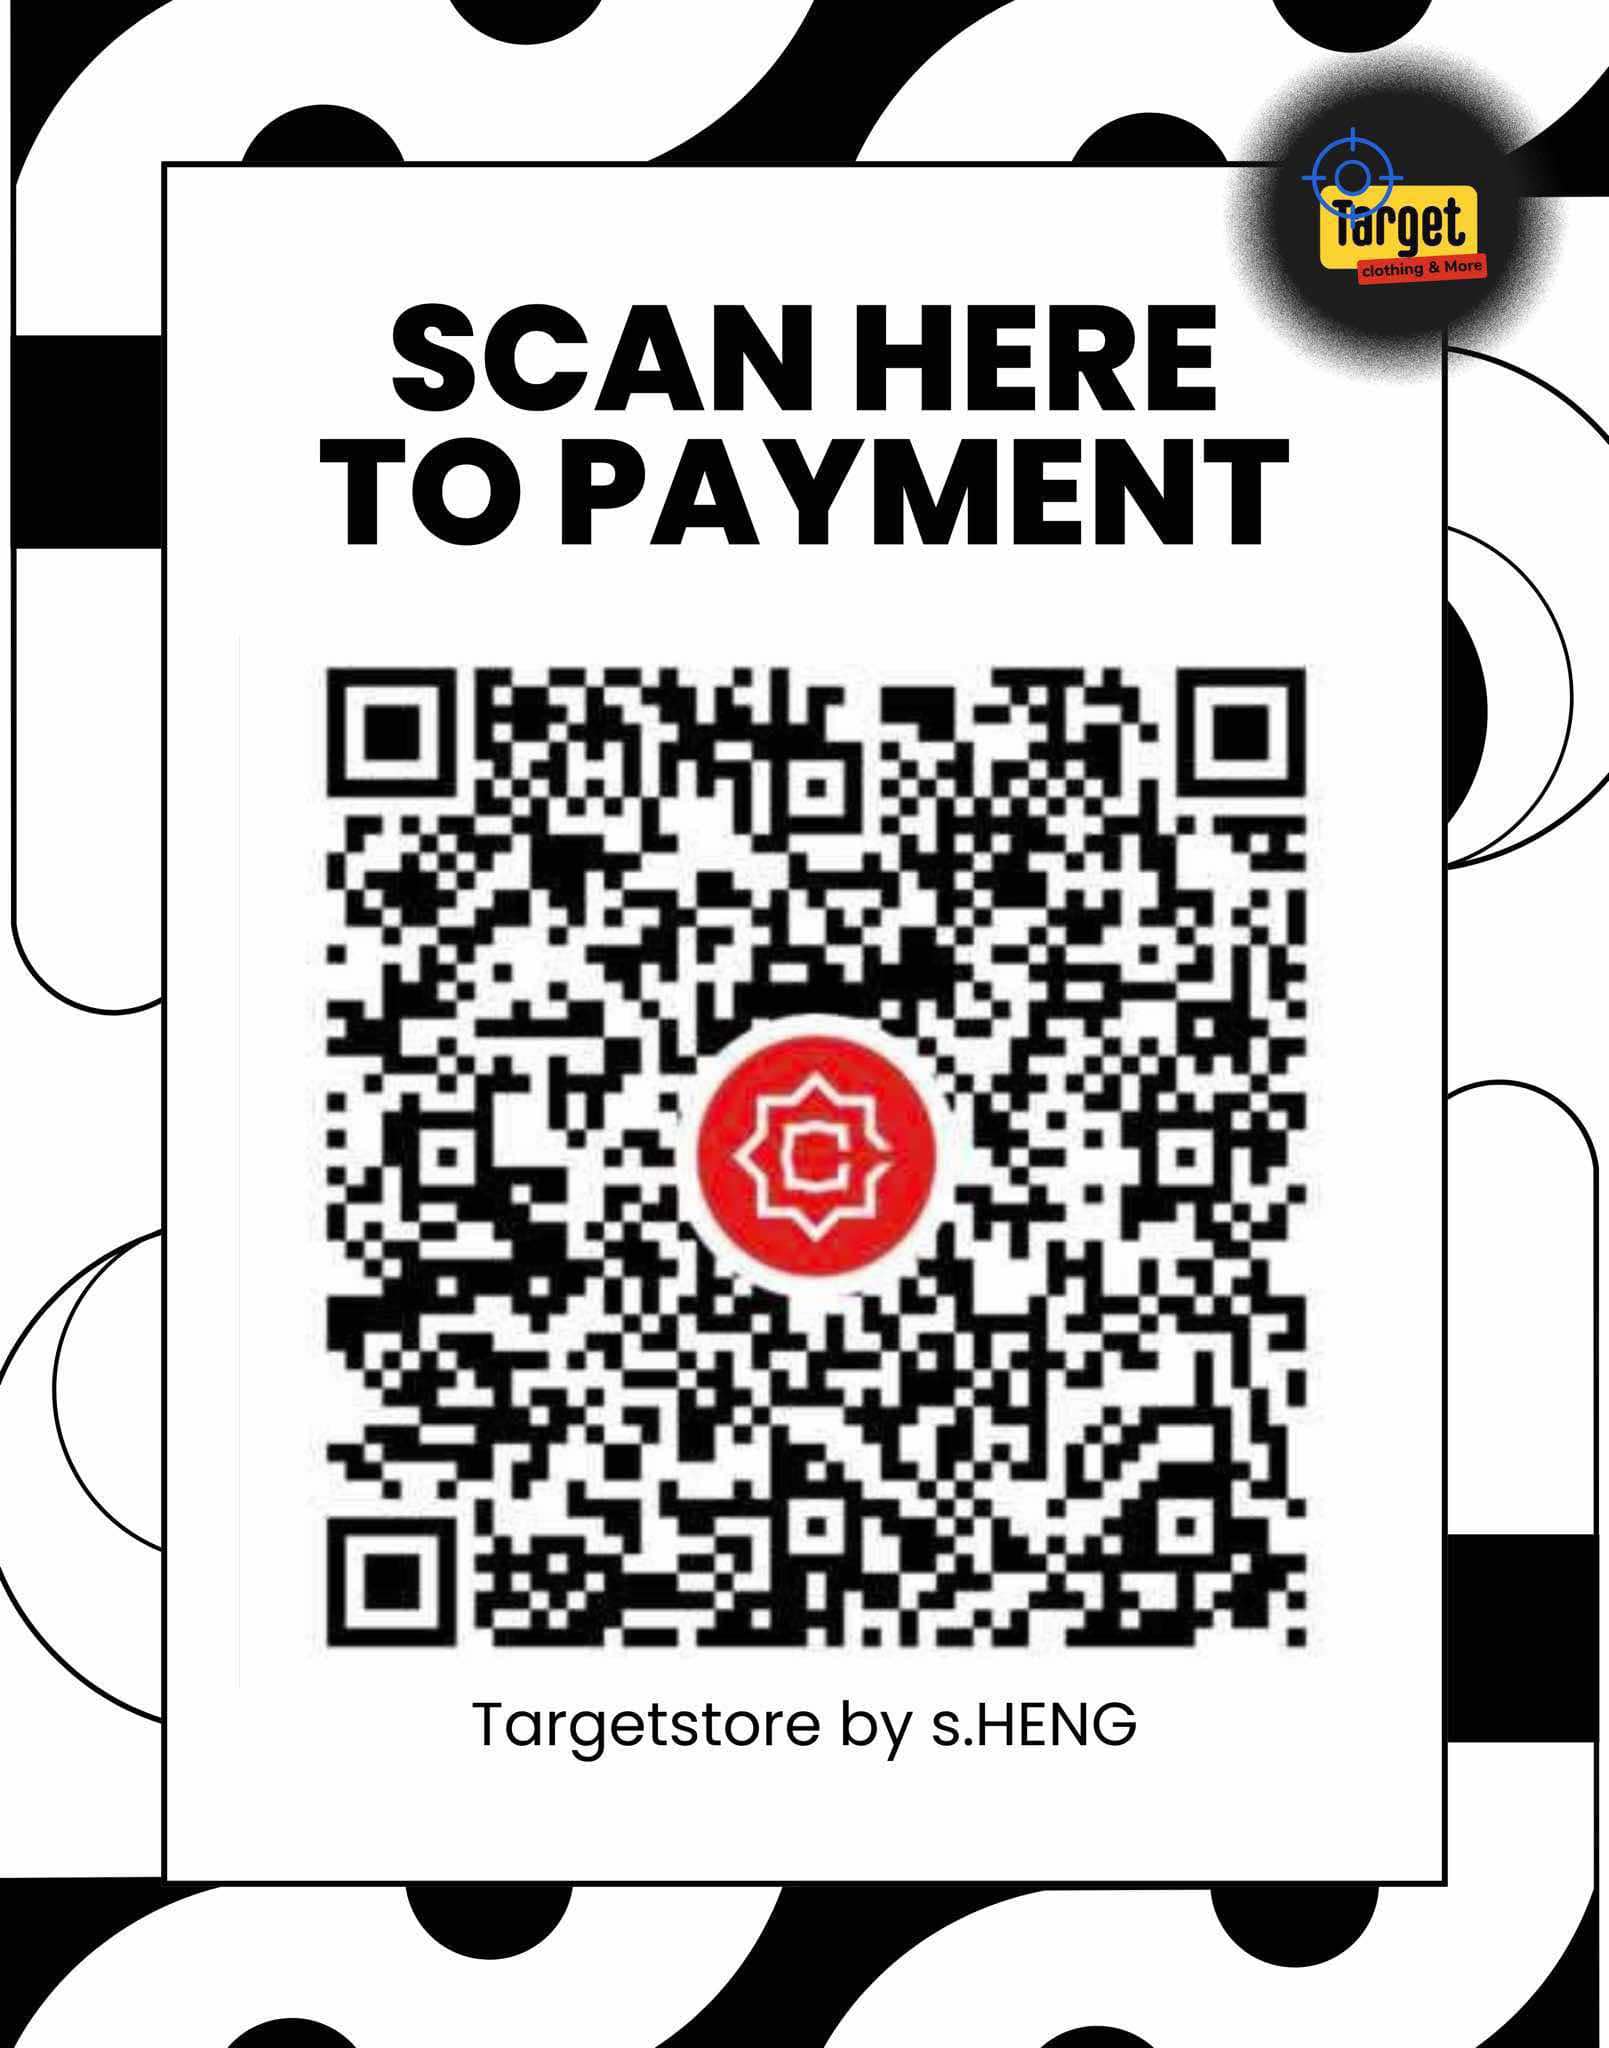 Target
clothing & More
SCAN HERE
TO PAYMENT
Targetstore by s.HENG